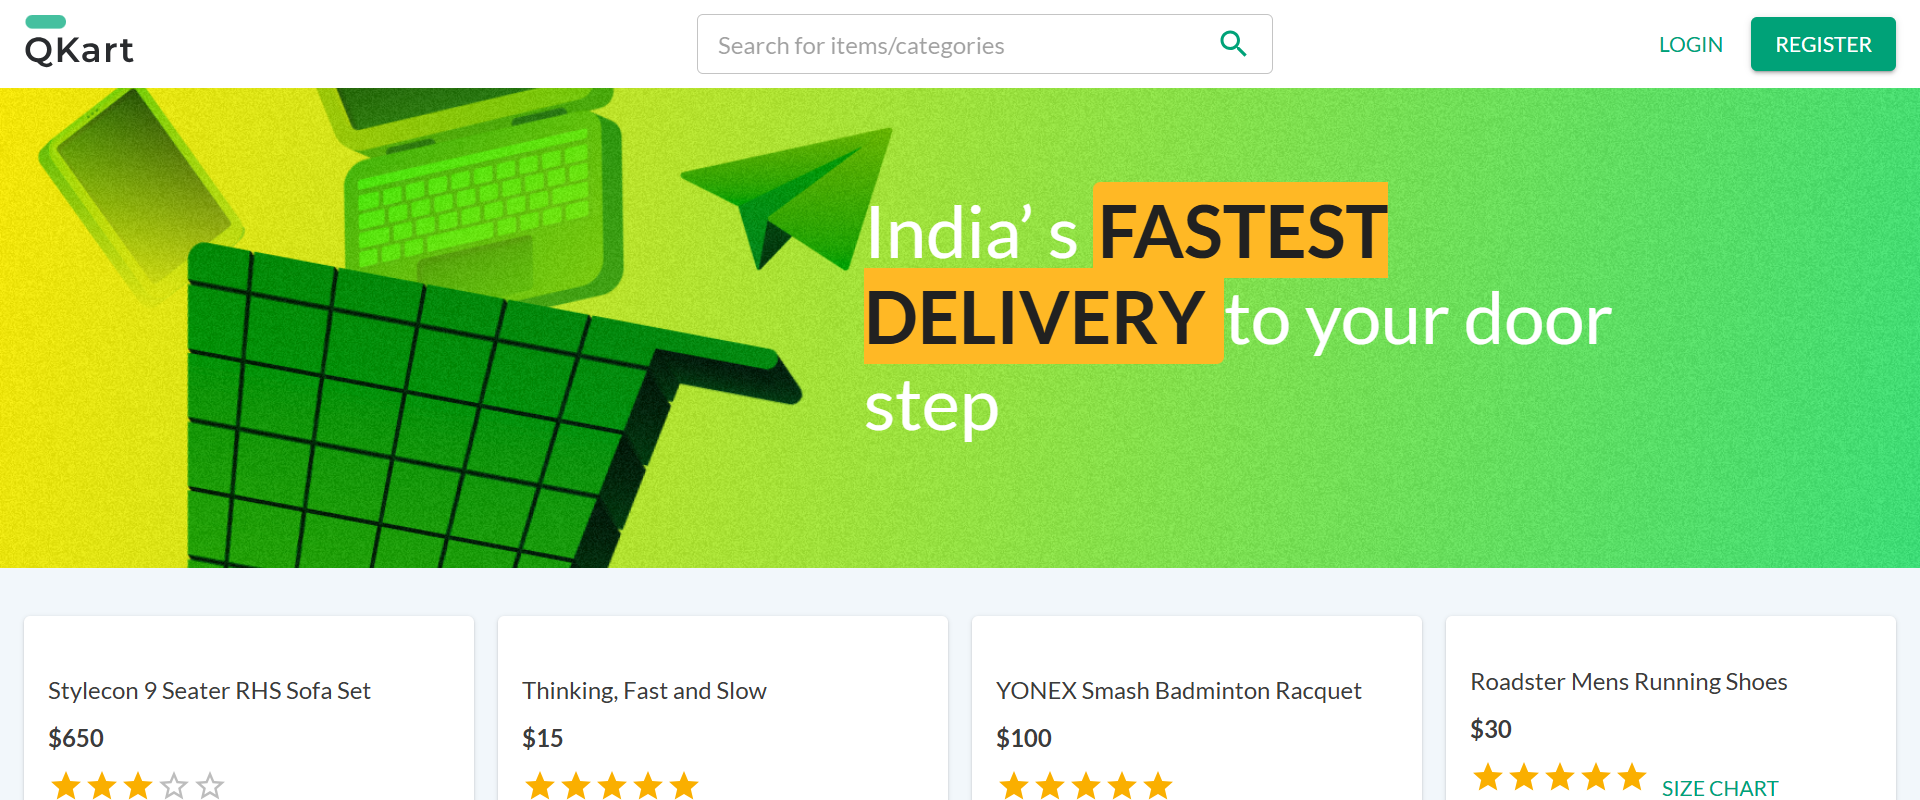 QKart
Search for items/categories
LOGIN
REGISTER
India’ s FASTEST
DELIVERY to your door
step
Stylecon 9 Seater RHS Sofa Set
$650
Thinking, Fast and Slow
$15
YONEX Smash Badminton Racquet
$100
Roadster Mens Running Shoes
$30
SIZE CHART